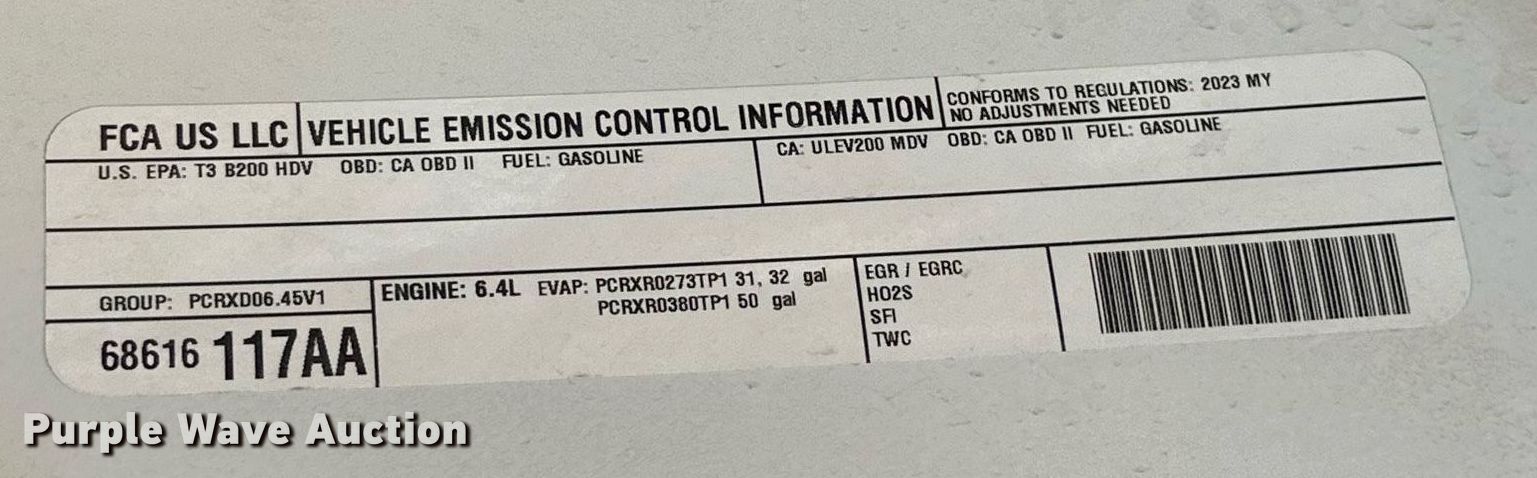 FCA US LLC VEHICLE EMISSION CONTROL INFORMATION
CONFORMS TO REGULATIONS: 2023 MY
NO ADJUSTMENTS NEEDED
U.S. EPA: T3 B200 HDV OBD: CA OBD II FUEL: GASOLINE
CA: ULEV200 MDV OBD: CA OBD II FUEL: GASOLINE
GROUP: PCRXD06.45V1
68616 117AA
ENGINE: 6.4L EVAP: PCRXR0273TP1 31, 32 gal
PCRXR0380TP1 50 gal
EGR / EGRC
HO2S
SFI
TWC
Purple Wave Auction